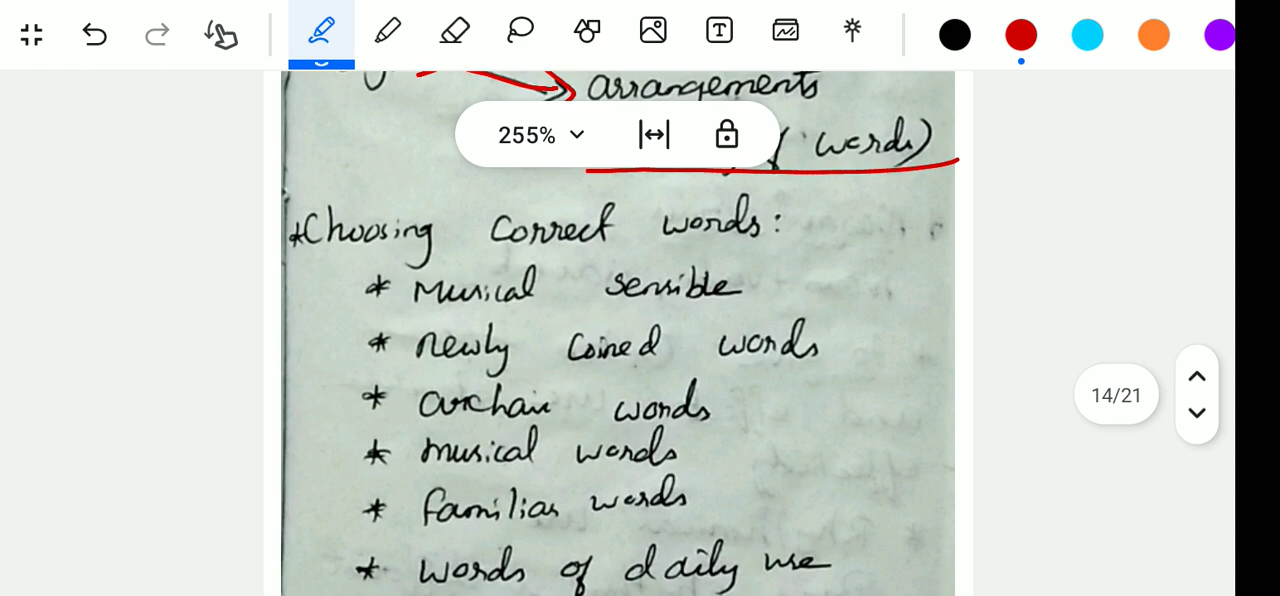 arrangements
255%
words)
*Choosing Correct words:
* Musical sensible
* newly coined words
* archaic words
* musical words
* familiar words
14/21
* words of daily use